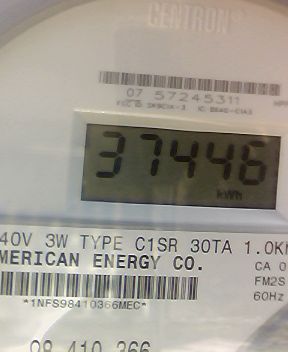 CENTRON®
07 57245311
37446
kWh
40V 3W TYPE C1SR 30TA 1.0K
MERICAN ENERGY CO.
CA 0
FM2S
60Hz
*1NFS98410366MEC*
98 410 366